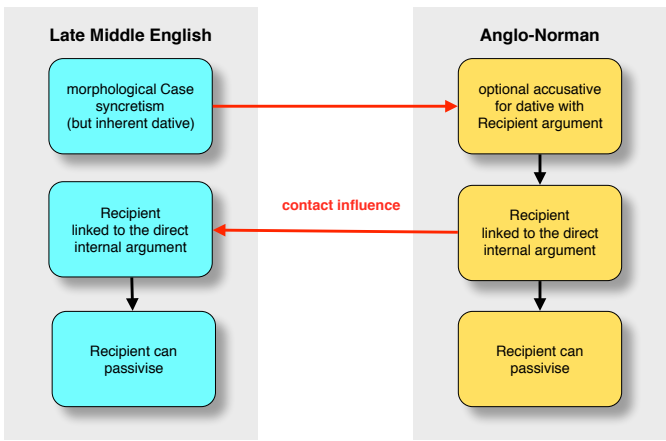 Late Middle English
Anglo-Norman
morphological Case
syncretism
(but inherent dative)
optional accusative
for dative with
Recipient argument
contact influence
Recipient
linked to the direct
internal argument
Recipient
linked to the direct
internal argument
Recipient can
passivise
Recipient can
passivise